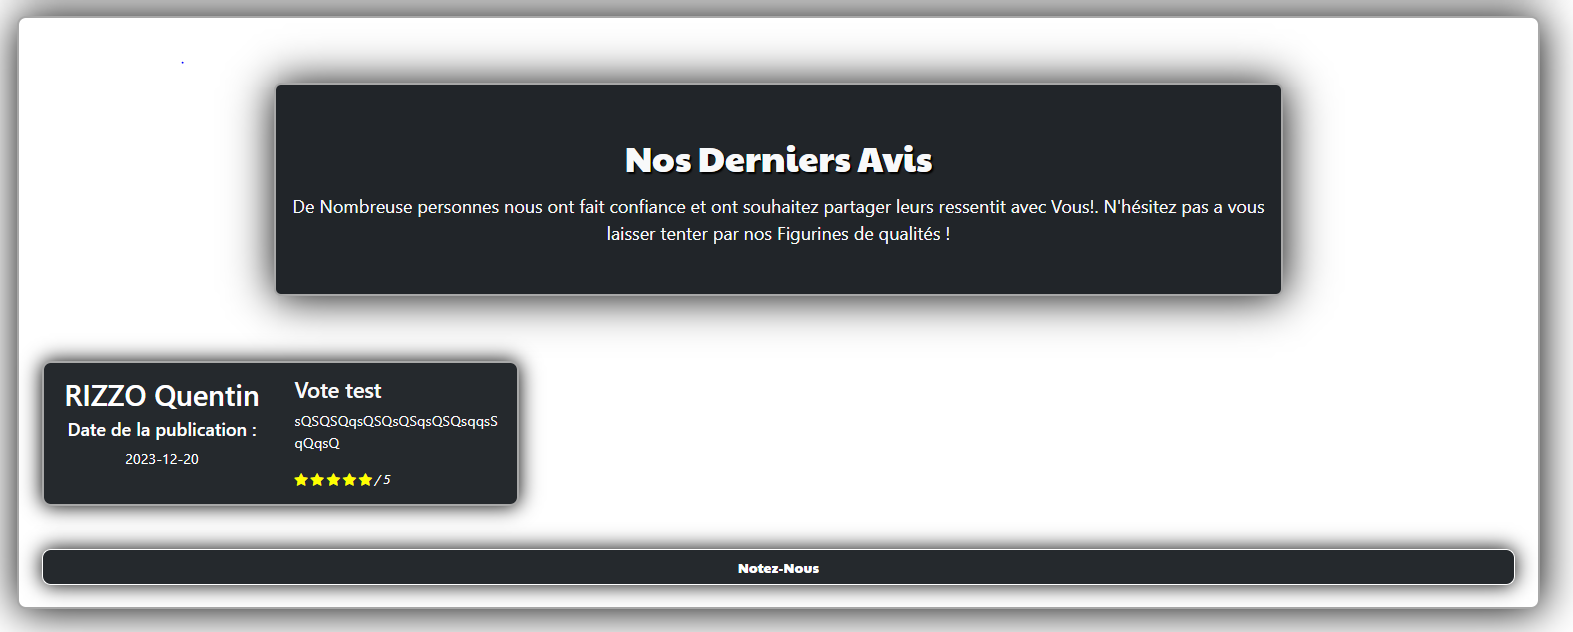 Nos Derniers Avis
De Nombreuse personnes nous ont fait confiance et ont souhaitez partager leurs ressentit avec Vous!. N'hésitez pas a vous
laisser tenter par nos Figurines de qualités !
RIZZO Quentin
Date de la publication :
2023-12-20
Vote test
sQSQSQqsQSQsQSqsQSQsqqsS
qQqsQ
/ 5
Notez-Nous